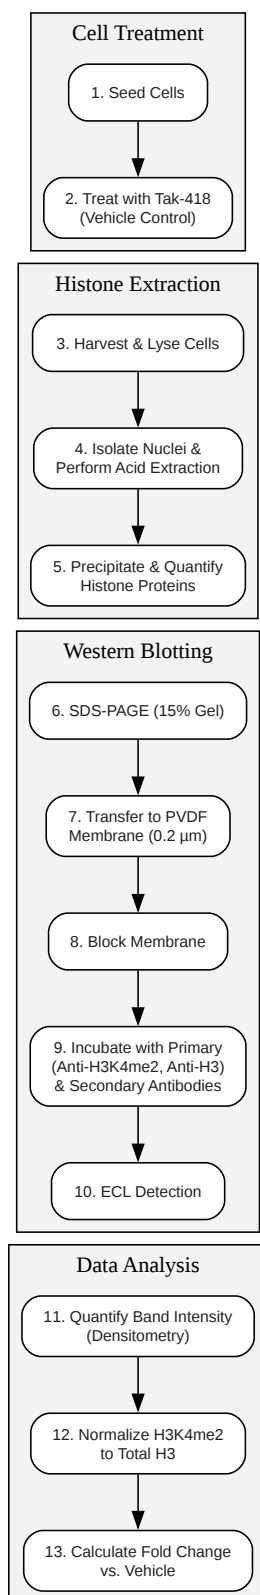 Cell Treatment
1. Seed Cells
2. Treat with Tak-418
(Vehicle Control)
Histone Extraction
3. Harvest & Lyse Cells
4. Isolate Nuclei &
Perform Acid Extraction
5. Precipitate & Quantify
Histone Proteins
Western Blotting
6. SDS-PAGE (15% Gel)
7. Transfer to PVDF
Membrane (0.2 µm)
8. Block Membrane
9. Incubate with Primary
(Anti-H3K4me2, Anti-H3)
& Secondary Antibodies
10. ECL Detection
Data Analysis
11. Quantify Band Intensity
(Densitometry)
12. Normalize H3K4me2
to Total H3
13. Calculate Fold Change
vs. Vehicle